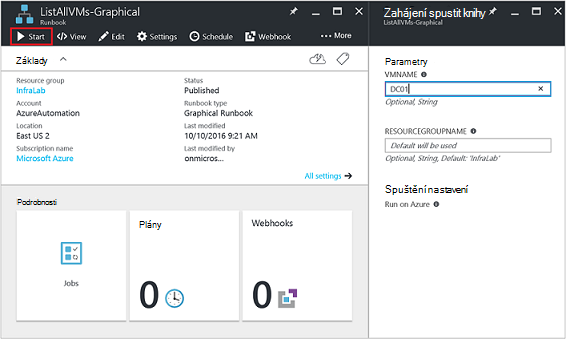 ListAllVMs-Graphical
Runbook
Start
View
Edit
Settings
Schedule
Webhook
More
Základy
Resource group
InfraLab
Account
AzureAutomation
Location
East US 2
Subscription name
Microsoft Azure
Status
Published
Runbook type
Graphical Runbook
Last modified
10/10/2016 9:21 AM
Last modified by
onmicros...
All settings
Podrobnosti
Jobs
Plány
0
Webhooks
0
Zahájení spustit knihy
ListAllVMs-Graphical
Parametry
VMNAME
DC01
Optional, String
RESOURCEGROUPNAME
Default will be used
Optional, String, Default: 'InfraLab'
Spuštění nastavení
Run on Azure